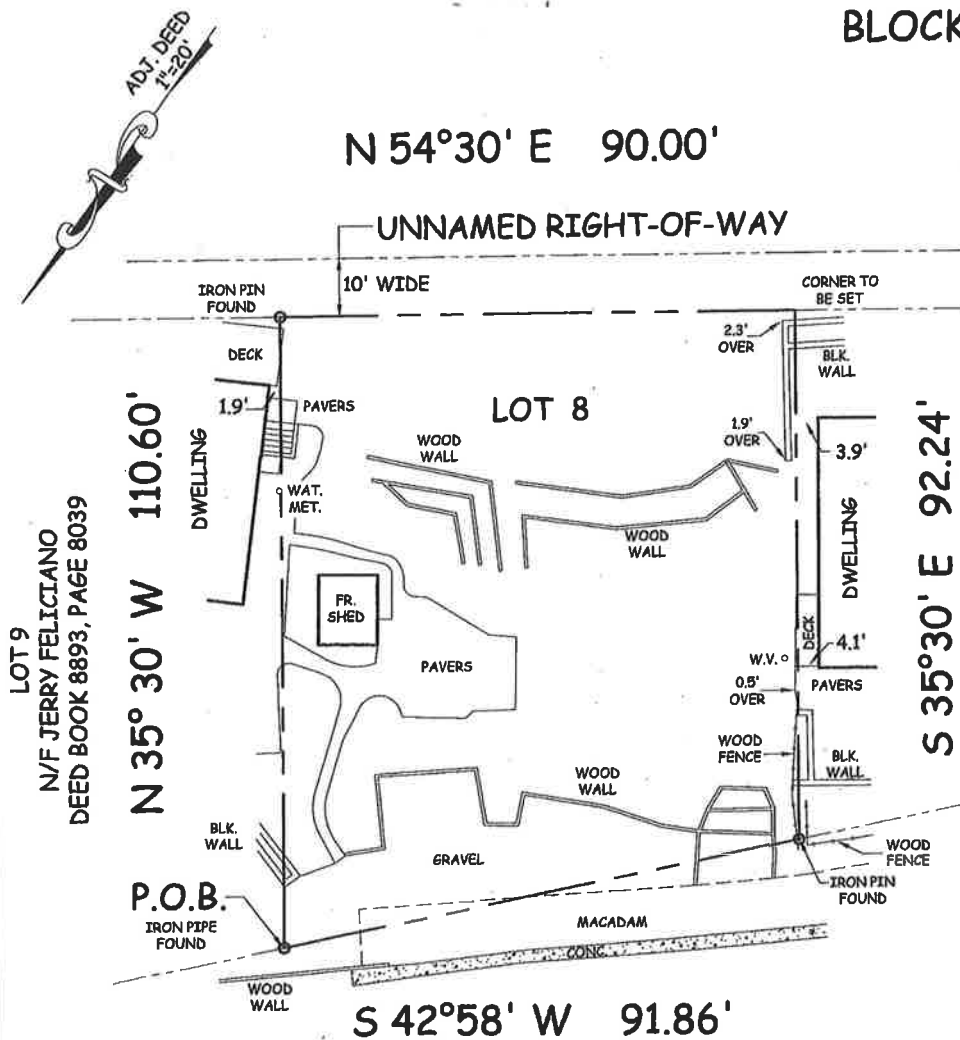 BLOCK
ADJ. DEED
1"=20'
N 54°30' E 90.00'
UNNAMED RIGHT-OF-WAY
10' WIDE
IRON PIN
FOUND
CORNER TO
BE SET
DECK
2.3'
OVER
BLK.
WALL
1.9'
PAVERS
LOT 8
WOOD
WALL
1.9'
OVER
3.9'
DWELLING
WAT.
MET.
WOOD
WALL
DWELLING
LOT 9
N/F JERRY FELICIANO
DEED BOOK 8893, PAGE 8039
N 35° 30' W 110.60'
S 35°30' E 92.24'
FR.
SHED
DECK
PAVERS
W.V.
4.1'
0.5'
OVER
PAVERS
WOOD
FENCE
BLK.
WALL
WOOD
WALL
BLK.
WALL
GRAVEL
WOOD
FENCE
P.O.B.
IRON PIPE
FOUND
IRON PIN
FOUND
MACADAM
CONC.
WOOD
WALL
S 42°58' W 91.86'